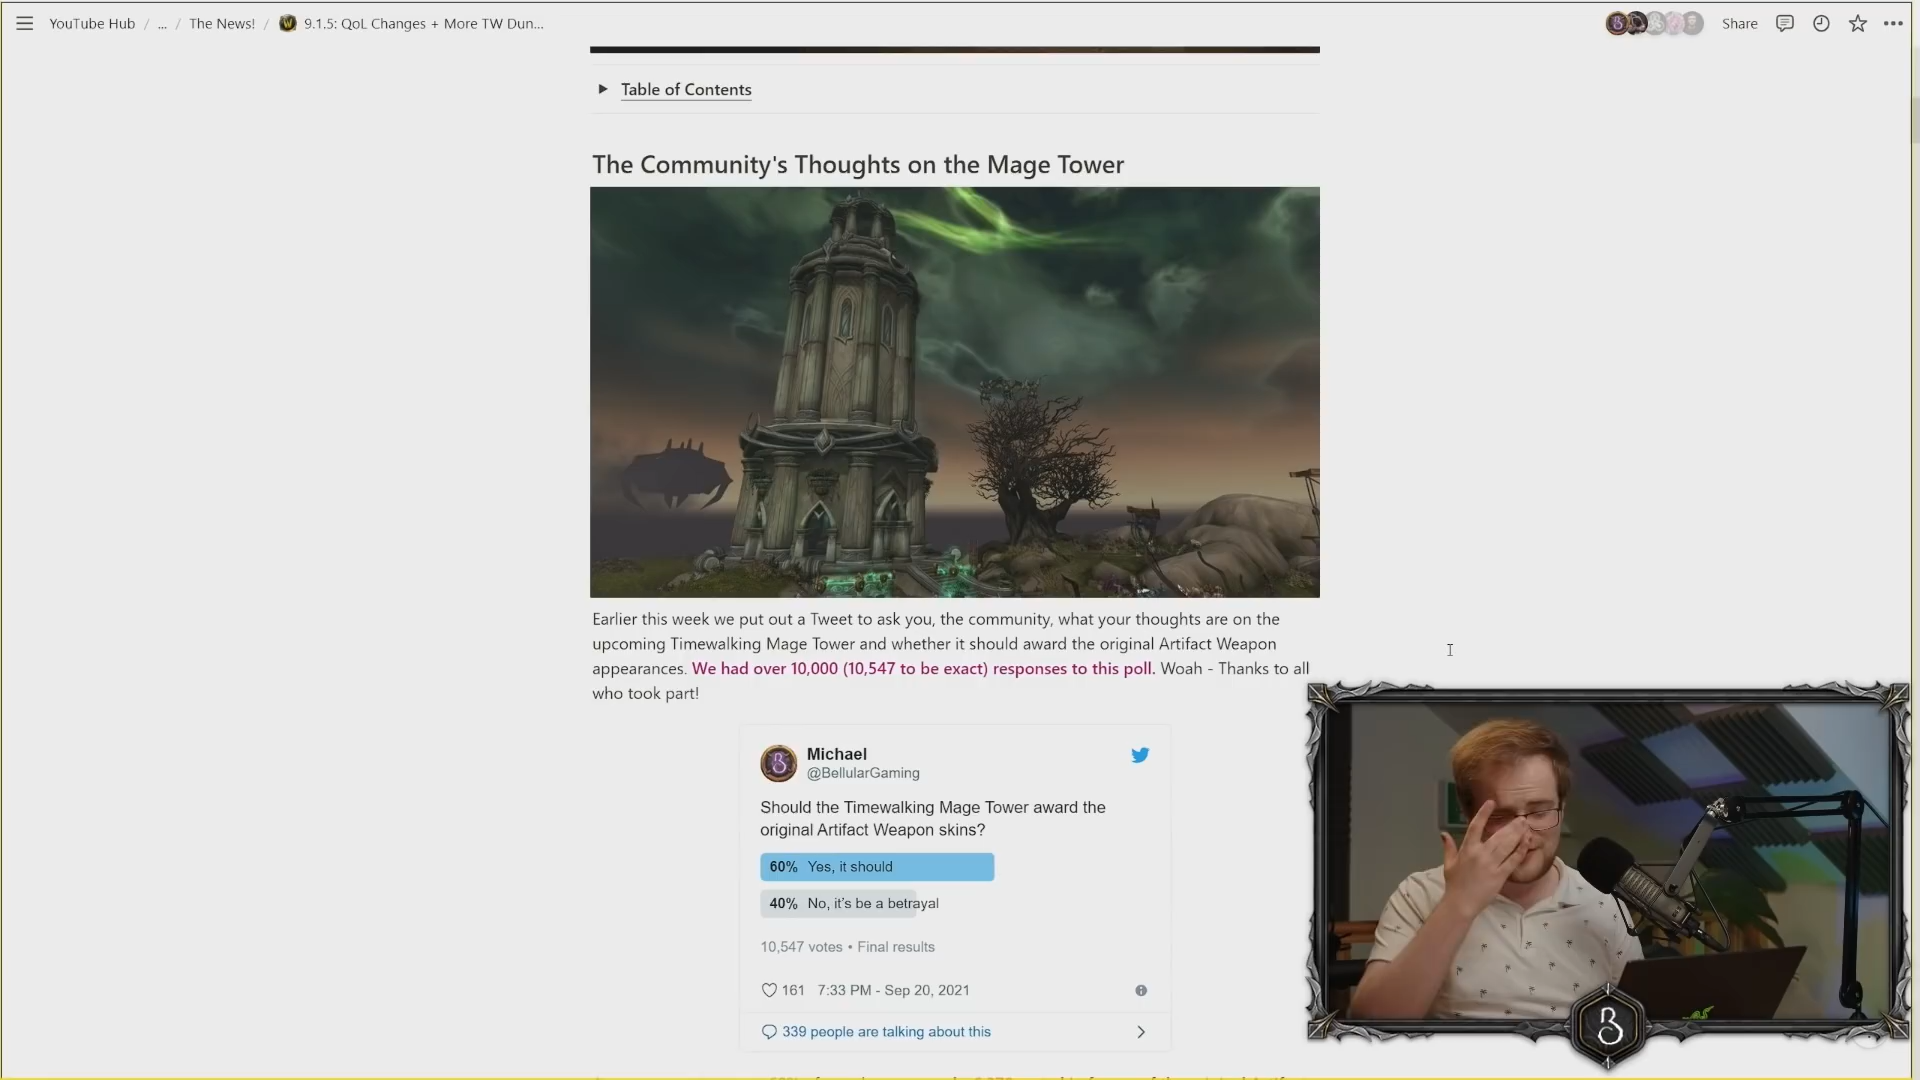 YouTube Hub / ... / The News! / 9.1.5: QoL Changes + More TW Dun...
Share
Table of Contents
The Community's Thoughts on the Mage Tower
Earlier this week we put out a Tweet to ask you, the community, what your thoughts are on the
upcoming Timewalking Mage Tower and whether it should award the original Artifact Weapon
appearances. We had over 10,000 (10,547 to be exact) responses to this poll. Woah - Thanks to all
who took part!
Michael
@BellularGaming
Should the Timewalking Mage Tower award the
original Artifact Weapon skins?
60% Yes, it should
40% No, it's be a betrayal
10,547 votes • Final results
161 7:33 PM - Sep 20, 2021
339 people are talking about this
B